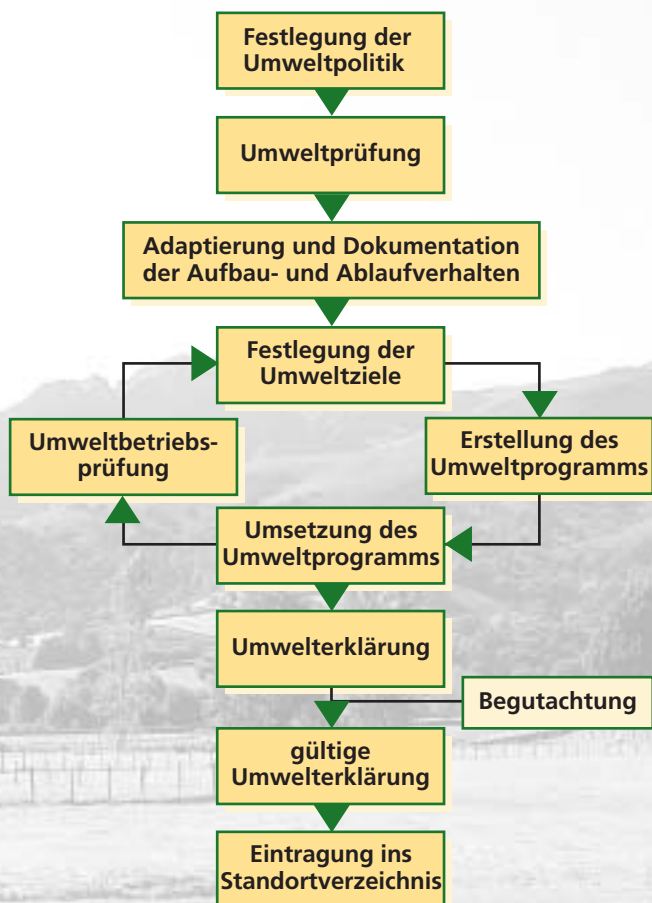 Festlegung der
Umweltpolitik
Umweltprüfung
Adaptierung und Dokumentation
der Aufbau- und Ablaufverhalten
Festlegung der
Umweltziele
Umweltbetriebs-
prüfung
Erstellung des
Umweltprogramms
Umsetzung des
Umweltprogramms
Umwelterklärung
Begutachtung
gültige
Umwelterklärung
Eintragung ins
Standortverzeichnis